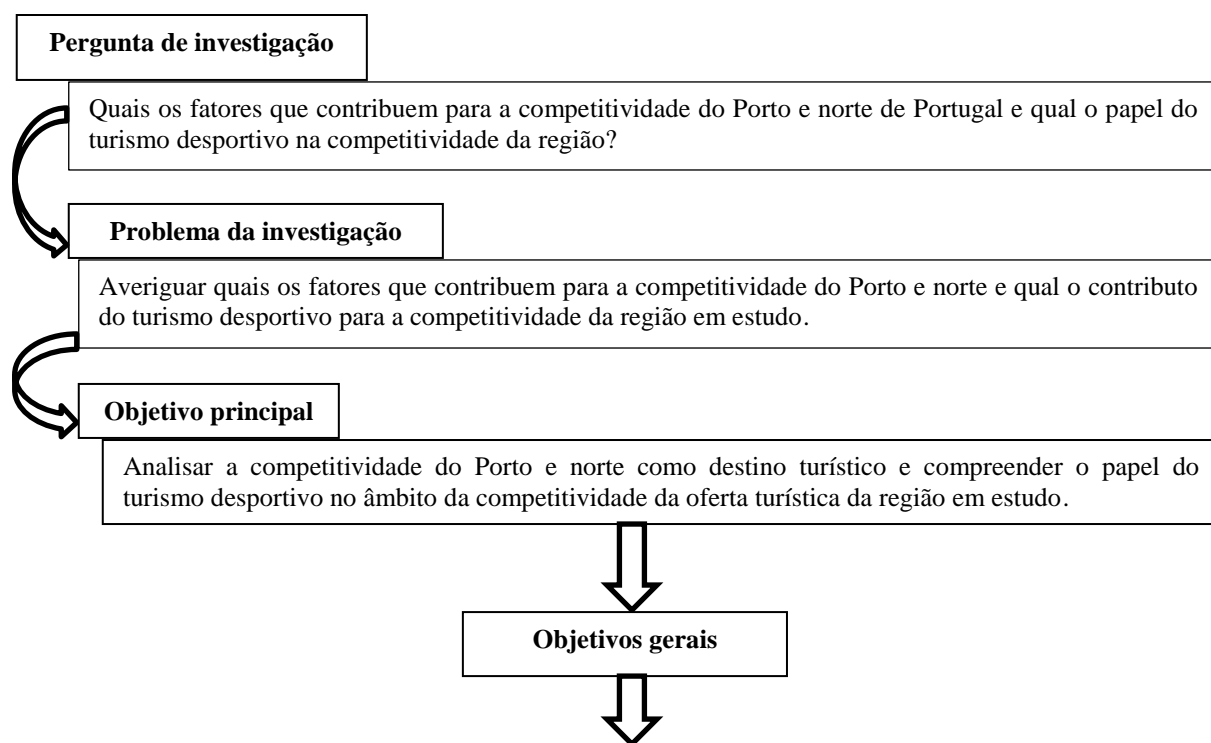 Pergunta de investigação
Quais os fatores que contribuem para a competitividade do Porto e norte de Portugal e qual o papel do
turismo desportivo na competitividade da região?
Problema da investigação
Averiguar quais os fatores que contribuem para a competitividade do Porto e norte e qual o contributo
do turismo desportivo para a competitividade da região em estudo.
Objetivo principal
Analisar a competitividade do Porto e norte como destino turístico e compreender o papel do
turismo desportivo no âmbito da competitividade da oferta turística da região em estudo.
Objetivos gerais